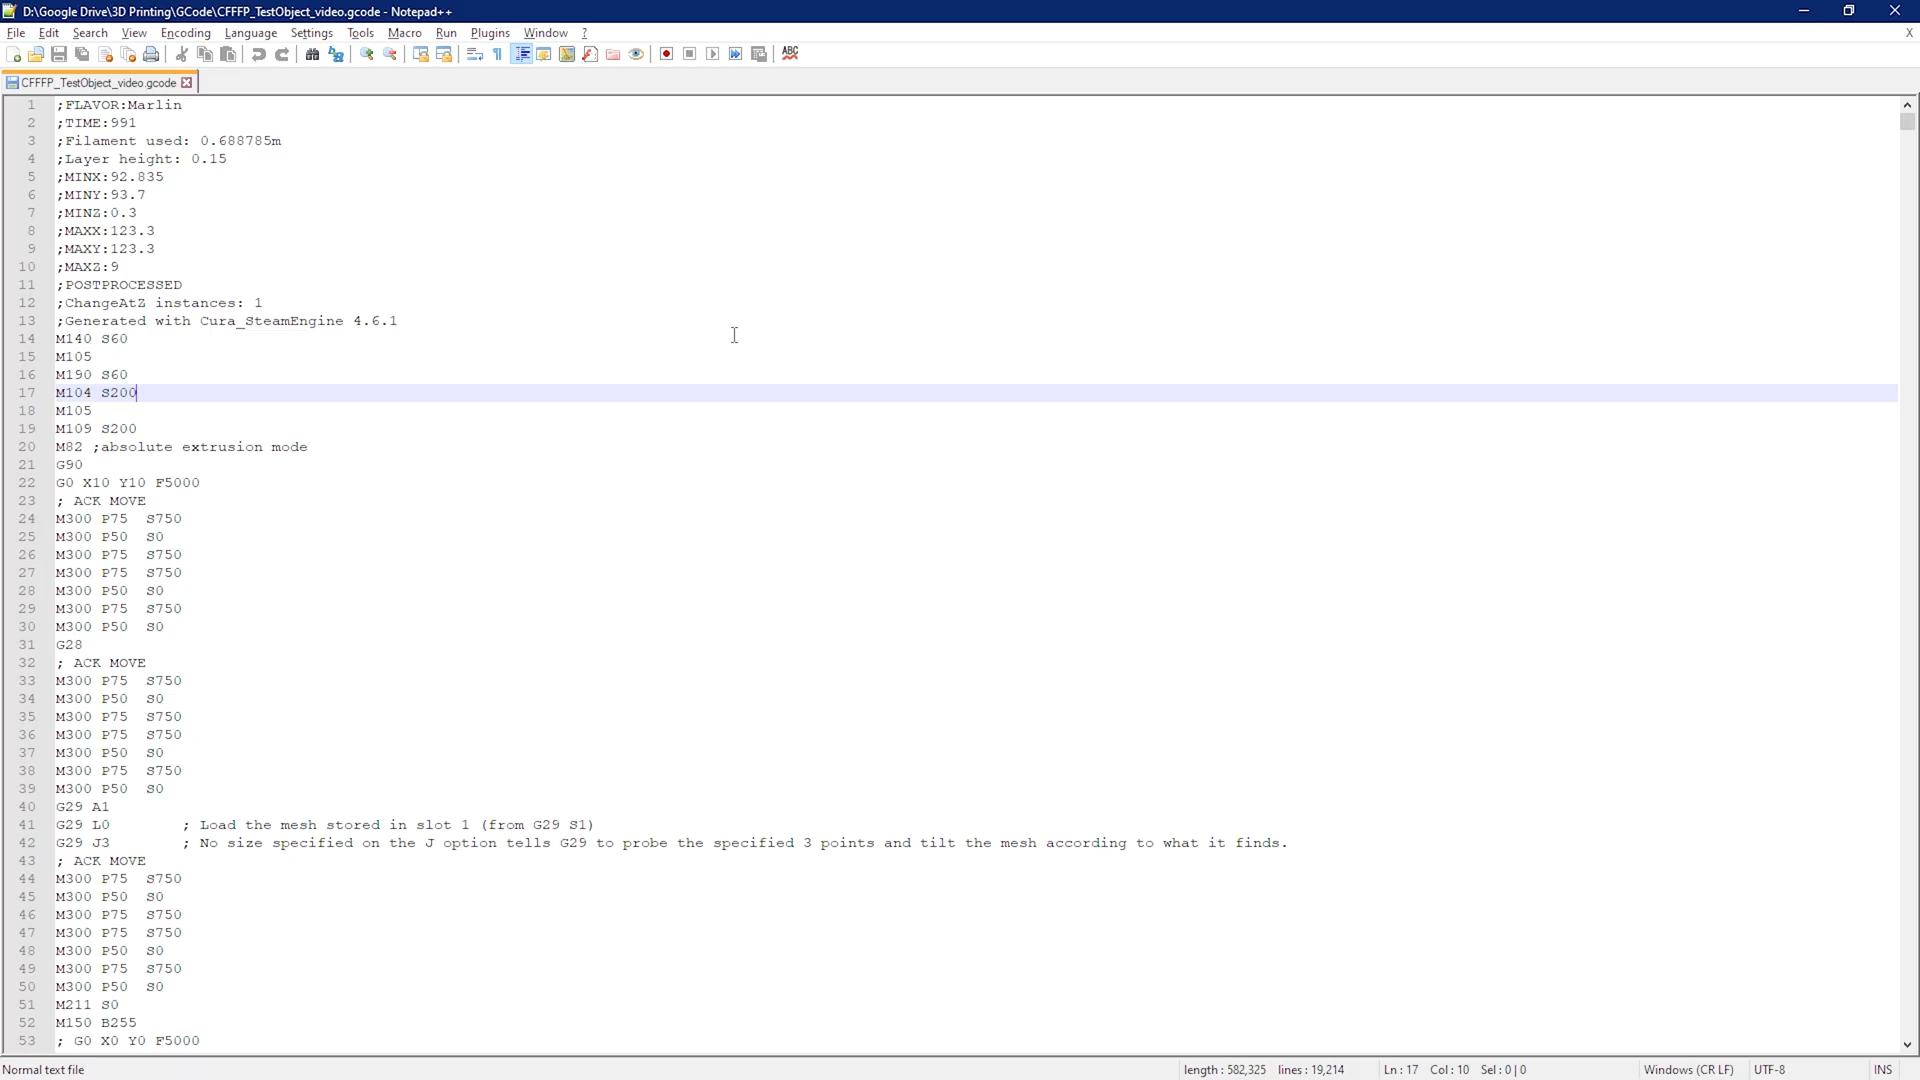 D:\Google Drive\3D Printing\GCode\CFFFP_TestObject_video.gcode - Notepad++
File Edit Search View Encoding Language Settings Tools Macro Run Plugins Window ? X
ABC
CFFFP_TestObject_video.gcode
1 ;FLAVOR:Marlin
2 ;TIME:991
3 ;Filament used: 0.688785m
4 ;Layer height: 0.15
5 ;MINX:92.835
6 ;MINY:93.7
7 ;MINZ:0.3
8 ;MAXX:123.3
9 ;MAXY:123.3
10 ;MAXZ:9
11 ;POSTPROCESSED
12 ;ChangeAtZ instances: 1
13 ;Generated with Cura_SteamEngine 4.6.1
14 M140 S60
15 M105
16 M190 S60
17 M104 S200
18 M105
19 M109 S200
20 M82 ;absolute extrusion mode
21 G90
22 G0 X10 Y10 F5000
23 ; ACK MOVE
24 M300 P75  S750
25 M300 P50  S0
26 M300 P75  S750
27 M300 P75  S750
28 M300 P50  S0
29 M300 P75  S750
30 M300 P50  S0
31 G28
32 ; ACK MOVE
33 M300 P75  S750
34 M300 P50  S0
35 M300 P75  S750
36 M300 P75  S750
37 M300 P50  S0
38 M300 P75  S750
39 M300 P50  S0
40 G29 A1
41 G29 L0        ; Load the mesh stored in slot 1 (from G29 S1)
42 G29 J3        ; No size specified on the J option tells G29 to probe the specified 3 points and tilt the mesh according to what it finds.
43 ; ACK MOVE
44 M300 P75  S750
45 M300 P50  S0
46 M300 P75  S750
47 M300 P75  S750
48 M300 P50  S0
49 M300 P75  S750
50 M300 P50  S0
51 M211 S0
52 M150 B255
53 ; G0 X0 Y0 F5000
Normal text file length : 582,325 lines : 19,214 Ln : 17 Col : 10 Sel : 0 | 0 Windows (CR LF) UTF-8 INS